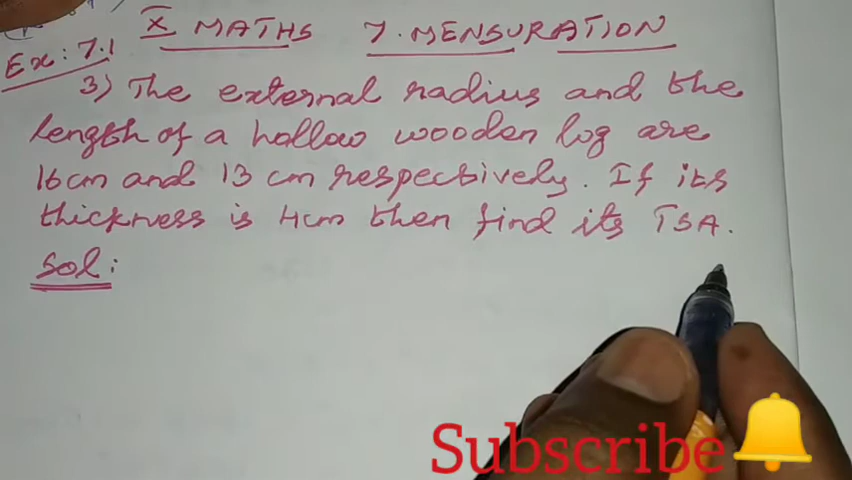 X MATHS 7. MENSURATION
Ex: 7.1
3) The external radius and the
length of a hollow wooden log are
16cm and 13 cm respectively. If its
thickness is 4cm then find its TSA.
Sol:
Subscribe